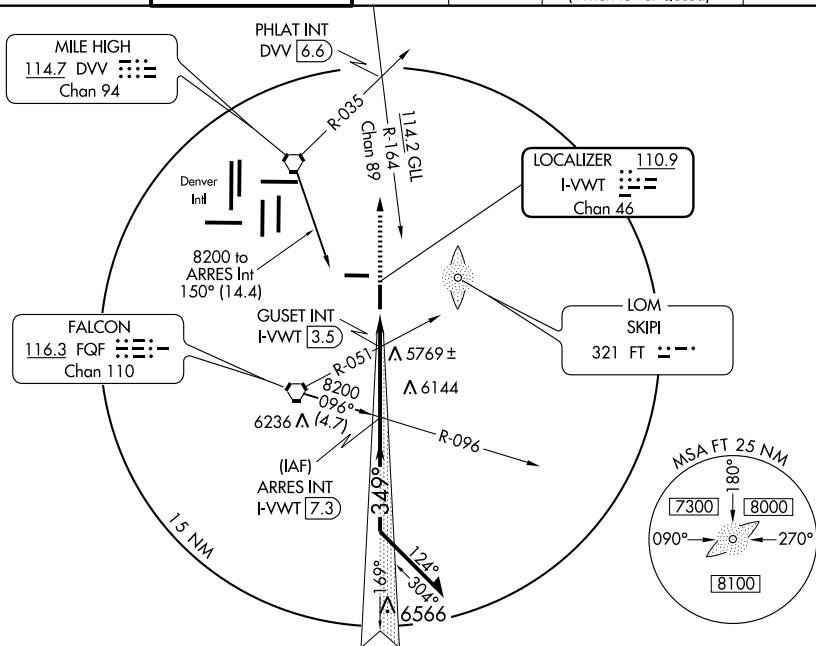 PHLAT INT
DVV 6.6
MILE HIGH
114.7 DVV
Chan 94
R-035
114.2 GLL
R-164
Chan 89
LOCALIZER 110.9
I-VWT
Chan 46
Denver
Intl
8200 to
ARRES Int
150° (14.4)
GUSET INT
I-VWT 3.5
LOM
SKIPI
321 FT
FALCON
116.3 FQF
Chan 110
R-051
5769 ±
6144
8200
096°
(4.7)
6236
R-096
(IAF)
ARRES INT
I-VWT 7.3
349°
MSA FT 25 NM
180°
7300
8000
090°
270°
8100
15 NM
124°
304°
169°
6566